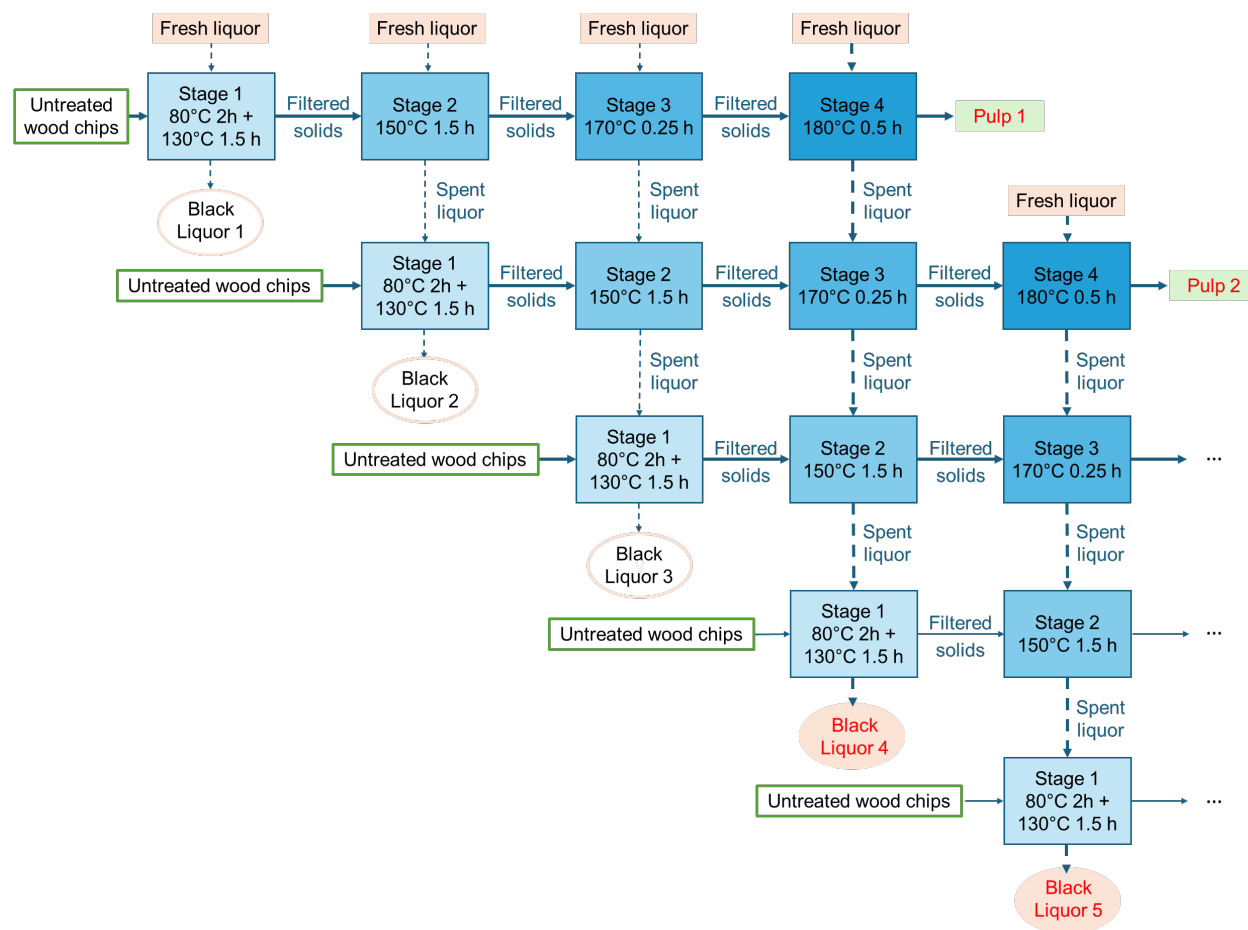 Fresh liquor
Fresh liquor
Fresh liquor
Fresh liquor
Untreated
wood chips
Stage 1
80°C 2h +
130°C 1.5 h
Filtered
solids
Stage 2
150°C 1.5 h
Filtered
solids
Stage 3
170°C 0.25 h
Filtered
solids
Stage 4
180°C 0.5 h
Pulp 1
Black
Liquor 1
Spent
liquor
Spent
liquor
Spent
liquor
Fresh liquor
Untreated wood chips
Stage 1
80°C 2h +
130°C 1.5 h
Filtered
solids
Stage 2
150°C 1.5 h
Filtered
solids
Stage 3
170°C 0.25 h
Filtered
solids
Stage 4
180°C 0.5 h
Pulp 2
Black
Liquor 2
Spent
liquor
Spent
liquor
Spent
liquor
Untreated wood chips
Stage 1
80°C 2h +
130°C 1.5 h
Filtered
solids
Stage 2
150°C 1.5 h
Filtered
solids
Stage 3
170°C 0.25 h
...
Black
Liquor 3
Spent
liquor
Spent
liquor
Untreated wood chips
Stage 1
80°C 2h +
130°C 1.5 h
Filtered
solids
Stage 2
150°C 1.5 h
...
Black
Liquor 4
Spent
liquor
Untreated wood chips
Stage 1
80°C 2h +
130°C 1.5 h
...
Black
Liquor 5